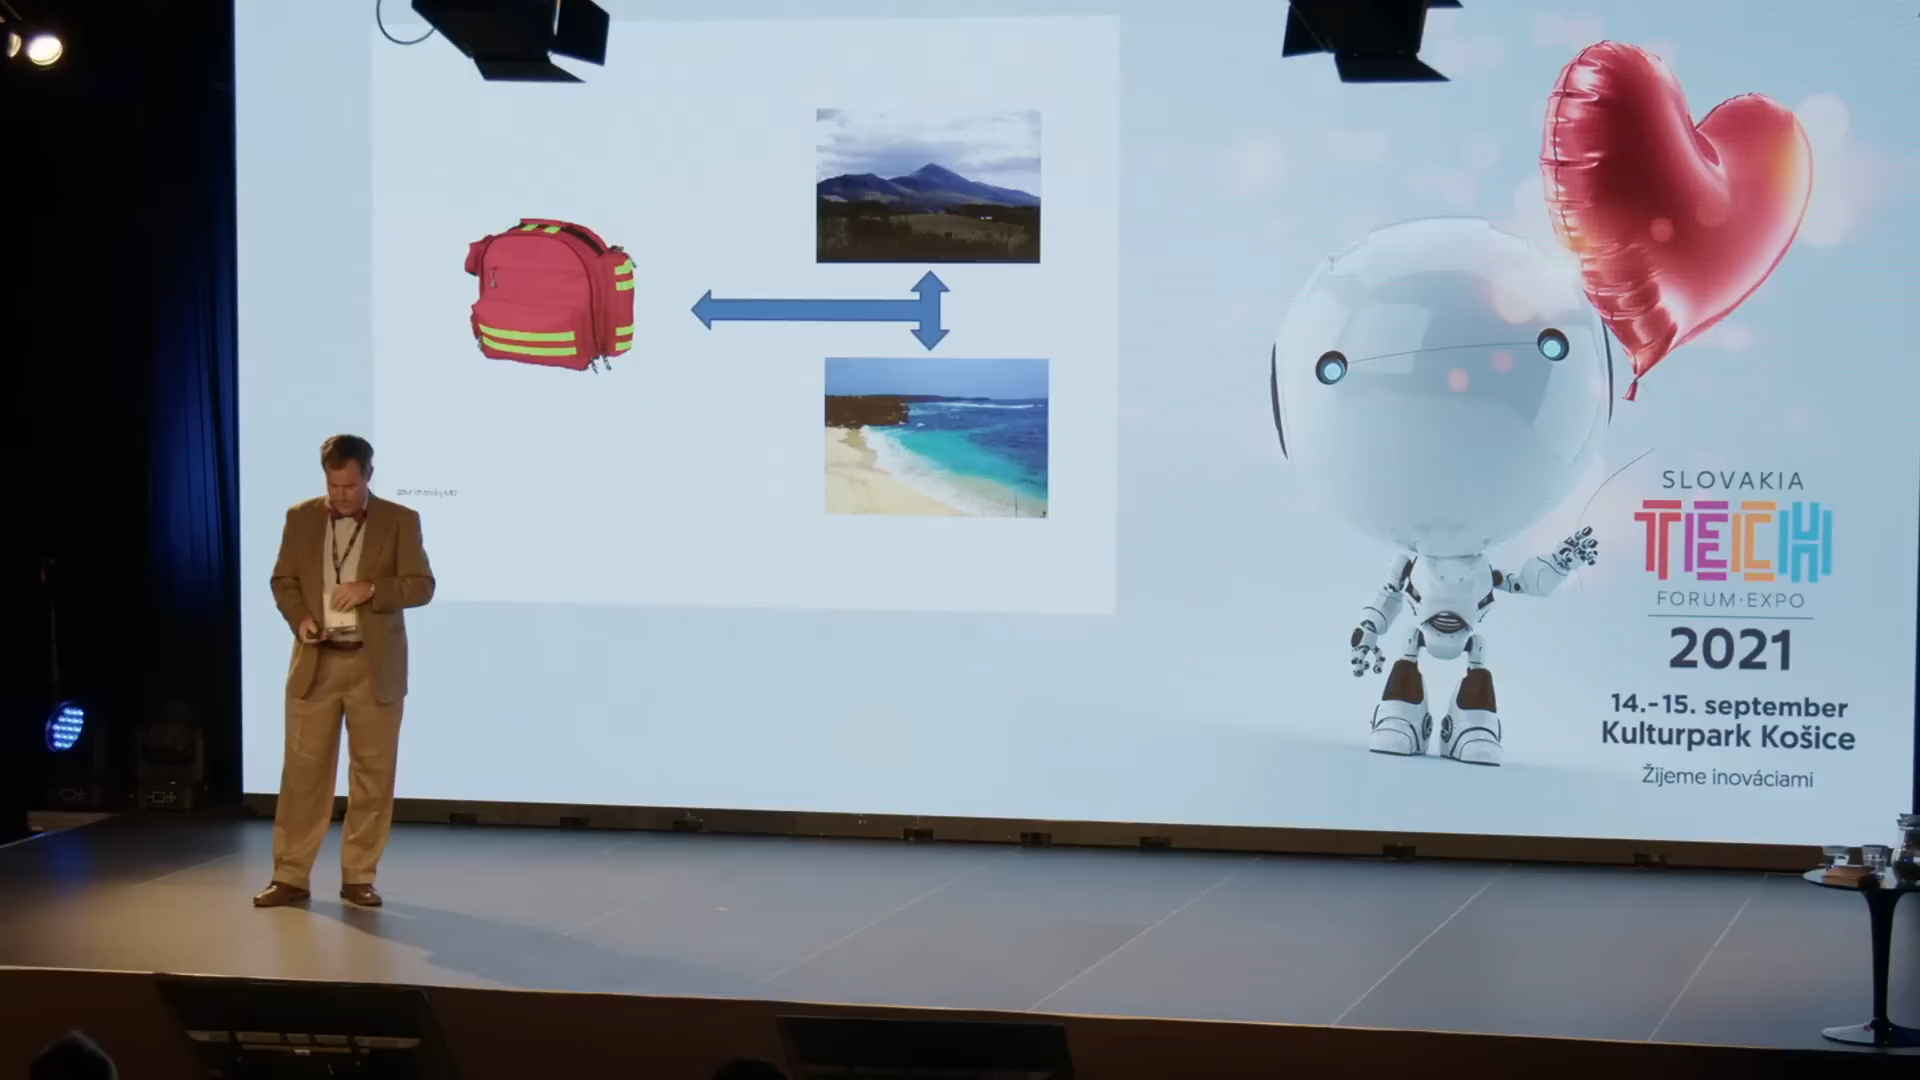 SLOVAKIA
TECH
FORUM·EXPO
2021
14.-15. september
Kulturpark Košice
Žijeme inováciami